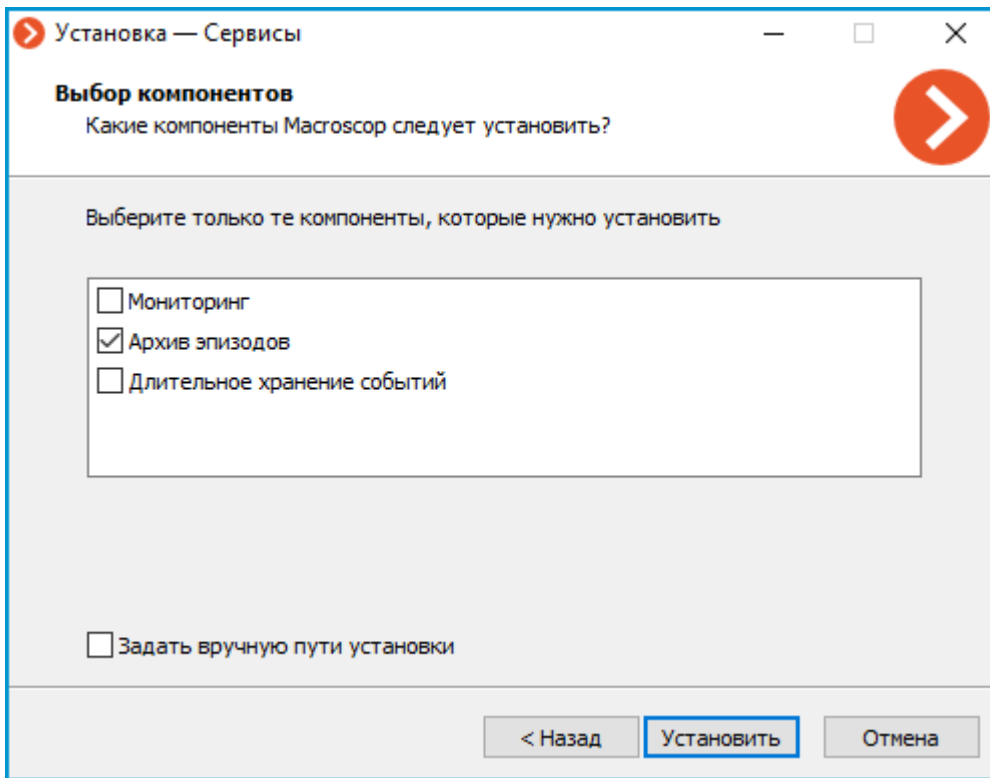 Установка — Сервисы
Выбор компонентов
Какие компоненты Macroscop следует установить?
Выберите только те компоненты, которые нужно установить
Мониторинг
Архив эпизодов
Длительное хранение событий
Задать вручную пути установки
< Назад
Установить
Отмена